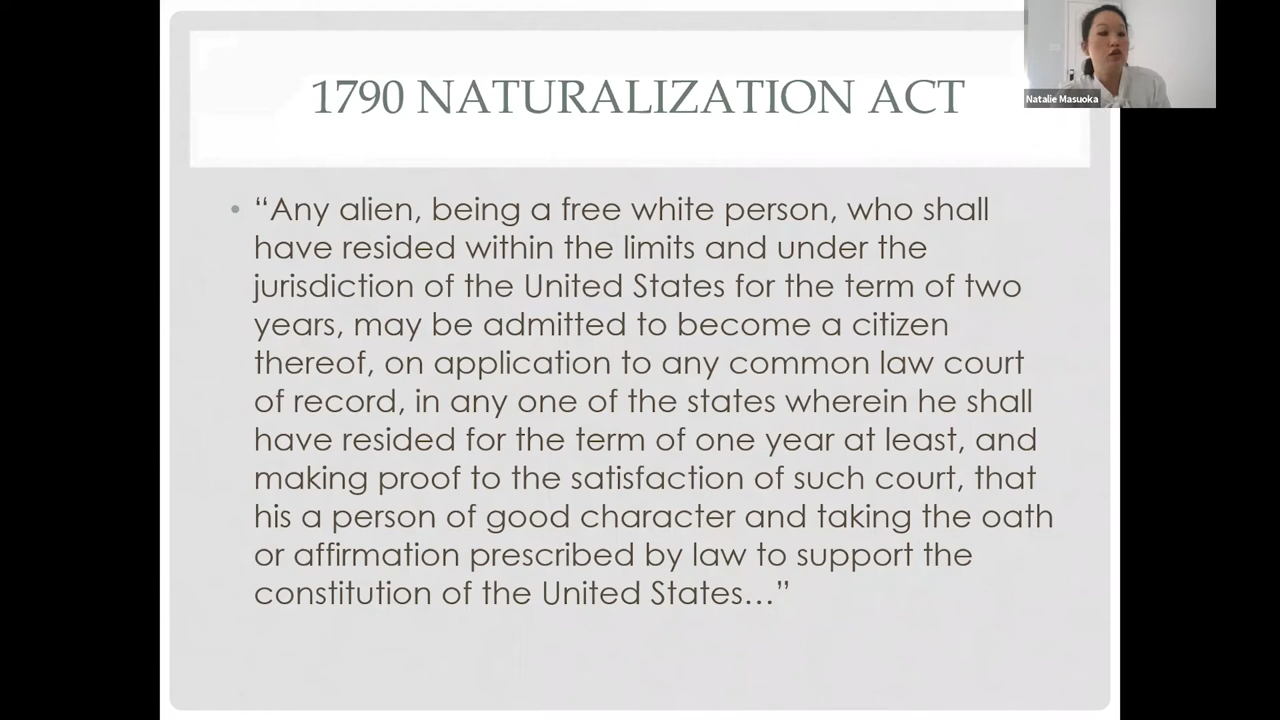 1790 NATURALIZATION ACT
Natalie Masuoka
• “Any alien, being a free white person, who shall
have resided within the limits and under the
jurisdiction of the United States for the term of two
years, may be admitted to become a citizen
thereof, on application to any common law court
of record, in any one of the states wherein he shall
have resided for the term of one year at least, and
making proof to the satisfaction of such court, that
his a person of good character and taking the oath
or affirmation prescribed by law to support the
constitution of the United States…”